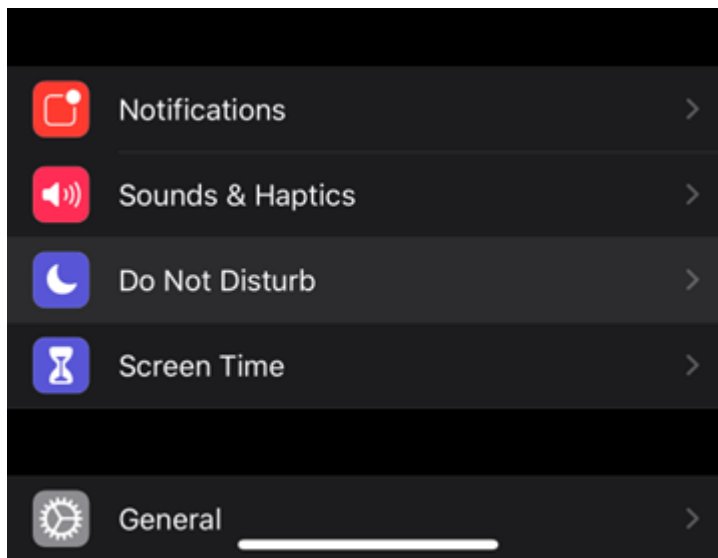 Notifications
Sounds & Haptics
Do Not Disturb
Screen Time
General